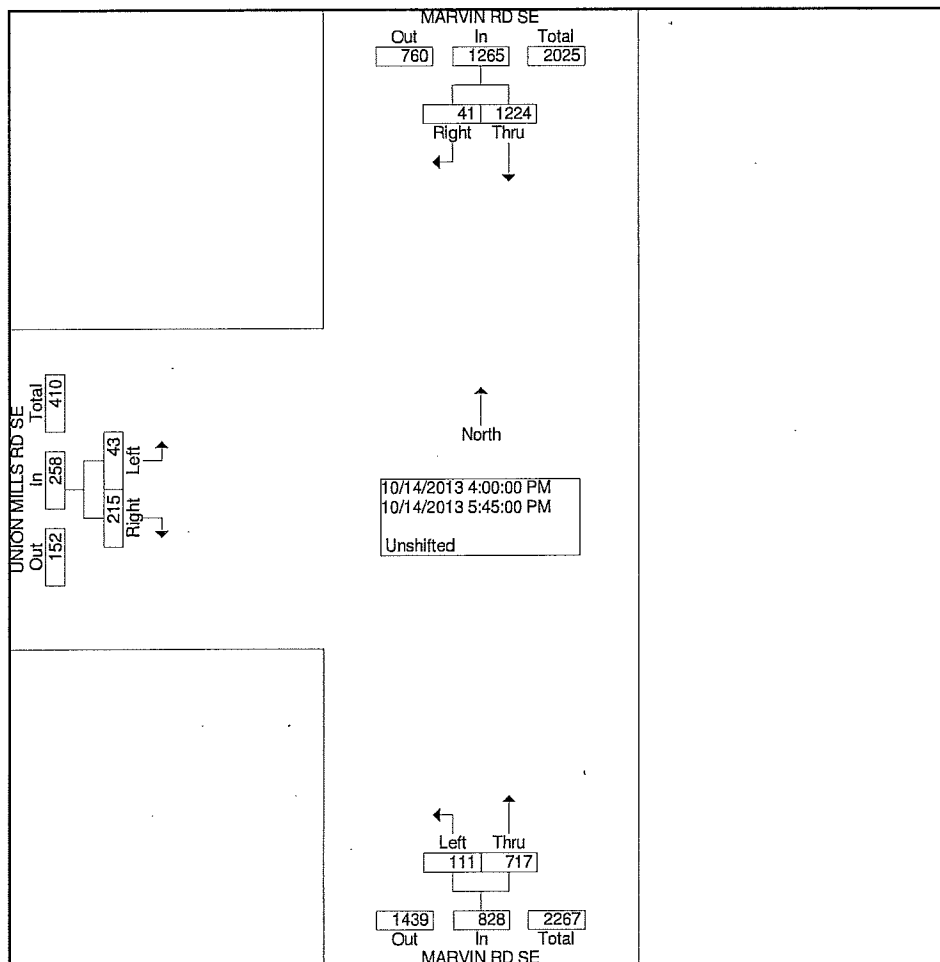 MARVIN RD SE
Out In Total
760 1265 2025
41 1224
Right Thru
UNION MILLS RD SE
Out In Total
152 258 410
215 43
Right Left
North
10/14/2013 4:00:00 PM
10/14/2013 5:45:00 PM
Unshifted
Left Thru
111 717
1439 828 2267
Out In Total
MARVIN RD SE